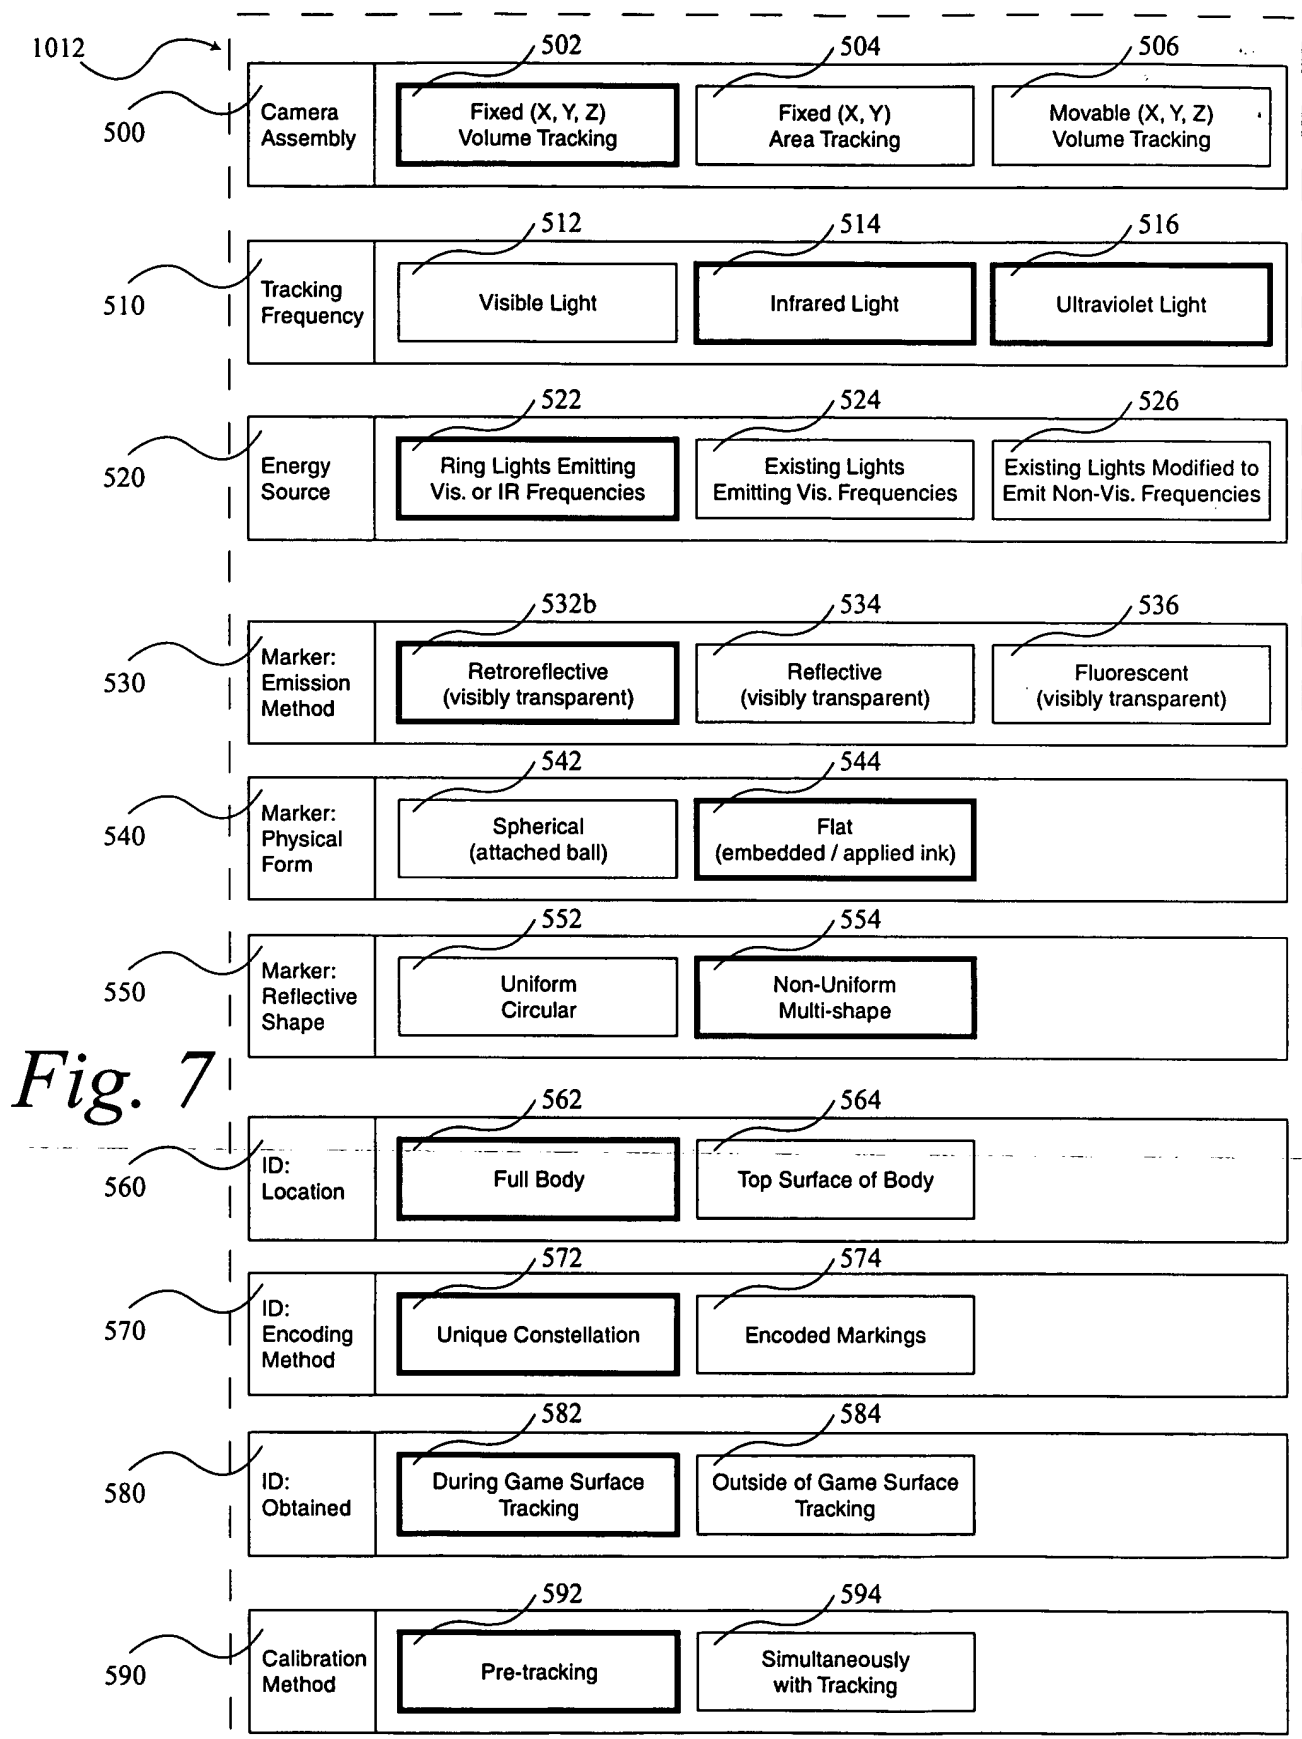 1012
500
Camera
Assembly
502
Fixed (X, Y, Z)
Volume Tracking
504
Fixed (X, Y)
Area Tracking
506
Movable (X, Y, Z)
Volume Tracking
510
Tracking
Frequency
512
Visible Light
514
Infrared Light
516
Ultraviolet Light
520
Energy
Source
522
Ring Lights Emitting
Vis. or IR Frequencies
524
Existing Lights
Emitting Vis. Frequencies
526
Existing Lights Modified to
Emit Non-Vis. Frequencies
530
Marker:
Emission
Method
532b
Retroreflective
(visibly transparent)
534
Reflective
(visibly transparent)
536
Fluorescent
(visibly transparent)
540
Marker:
Physical
Form
542
Spherical
(attached ball)
544
Flat
(embedded / applied ink)
550
Marker:
Reflective
Shape
552
Uniform
Circular
554
Non-Uniform
Multi-shape
Fig. 7
560
ID:
Location
562
Full Body
564
Top Surface of Body
570
ID:
Encoding
Method
572
Unique Constellation
574
Encoded Markings
580
ID:
Obtained
582
During Game Surface
Tracking
584
Outside of Game Surface
Tracking
590
Calibration
Method
592
Pre-tracking
594
Simultaneously
with Tracking